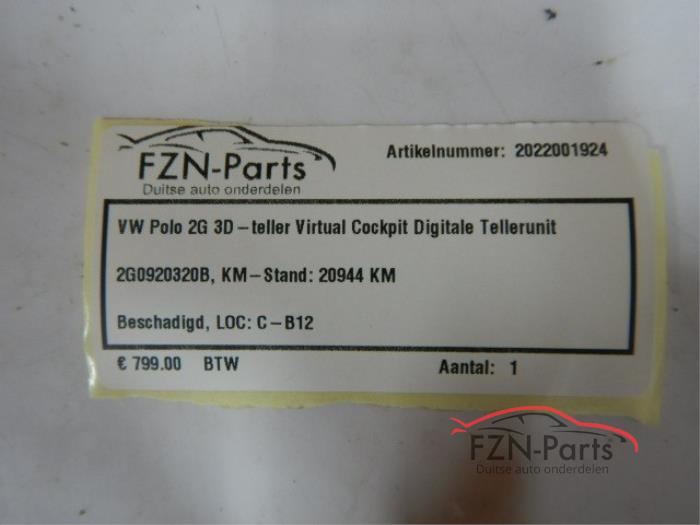 FZN-Parts
Duitse auto onderdelen
Artikelnummer: 2022001924
VW Polo 2G 3D-teller Virtual Cockpit Digitale Tellerunit
2G0920320B, KM-Stand: 20944 KM
Beschadigd, LOC: C-B12
€ 799.00 BTW
Aantal: 1
FZN-Parts
Duitse auto onderdelen